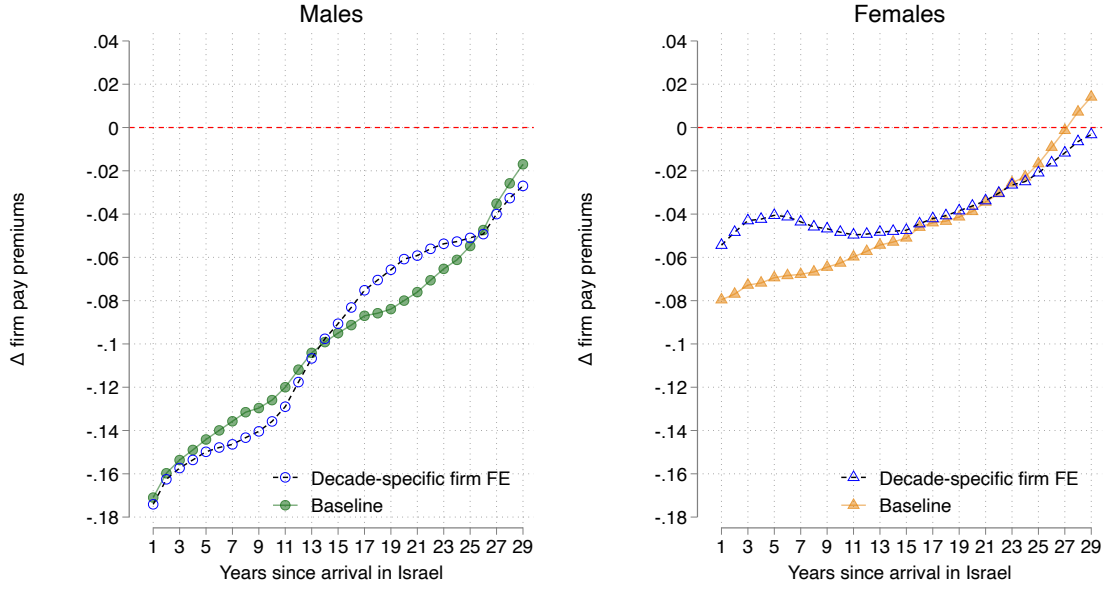 Males
.04
.02
0
-.02
-.04
-.06
-.08
-.1
-.12
-.14
-.16
-.18
Δ firm pay premiums
Decade-specific firm FE
Baseline
1 3 5 7 9 11 13 15 17 19 21 23 25 27 29
Years since arrival in Israel
Females
.04
.02
0
-.02
-.04
-.06
-.08
-.1
-.12
-.14
-.16
-.18
Δ firm pay premiums
Decade-specific firm FE
Baseline
1 3 5 7 9 11 13 15 17 19 21 23 25 27 29
Years since arrival in Israel